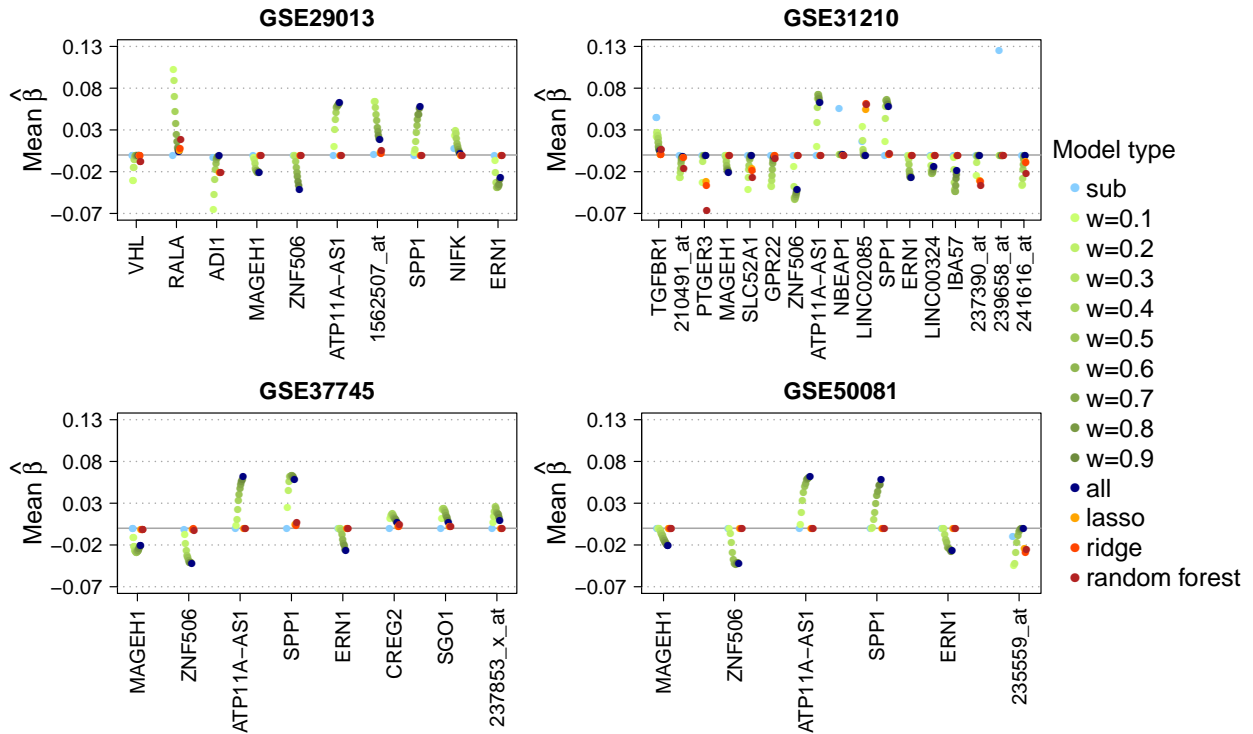 GSE29013
Mean β̂
0.13
0.08
0.03
−0.02
−0.07
VHL
RALA
ADI1
MAGEH1
ZNF506
ATP11A−AS1
1562507_at
SPP1
NIFK
ERN1
GSE31210
Mean β̂
0.13
0.08
0.03
−0.02
−0.07
TGFBR1
210491_at
PTGER3
MAGEH1
SLC52A1
GPR22
ZNF506
ATP11A−AS1
NBEAP1
LINC02085
SPP1
ERN1
LINC00324
IBA57
237390_at
239658_at
241616_at
GSE37745
Mean β̂
0.13
0.08
0.03
−0.02
−0.07
MAGEH1
ZNF506
ATP11A−AS1
SPP1
ERN1
CREG2
SGO1
237853_x_at
GSE50081
Mean β̂
0.13
0.08
0.03
−0.02
−0.07
MAGEH1
ZNF506
ATP11A−AS1
SPP1
ERN1
235559_at
Model type
sub
w=0.1
w=0.2
w=0.3
w=0.4
w=0.5
w=0.6
w=0.7
w=0.8
w=0.9
all
lasso
ridge
random forest